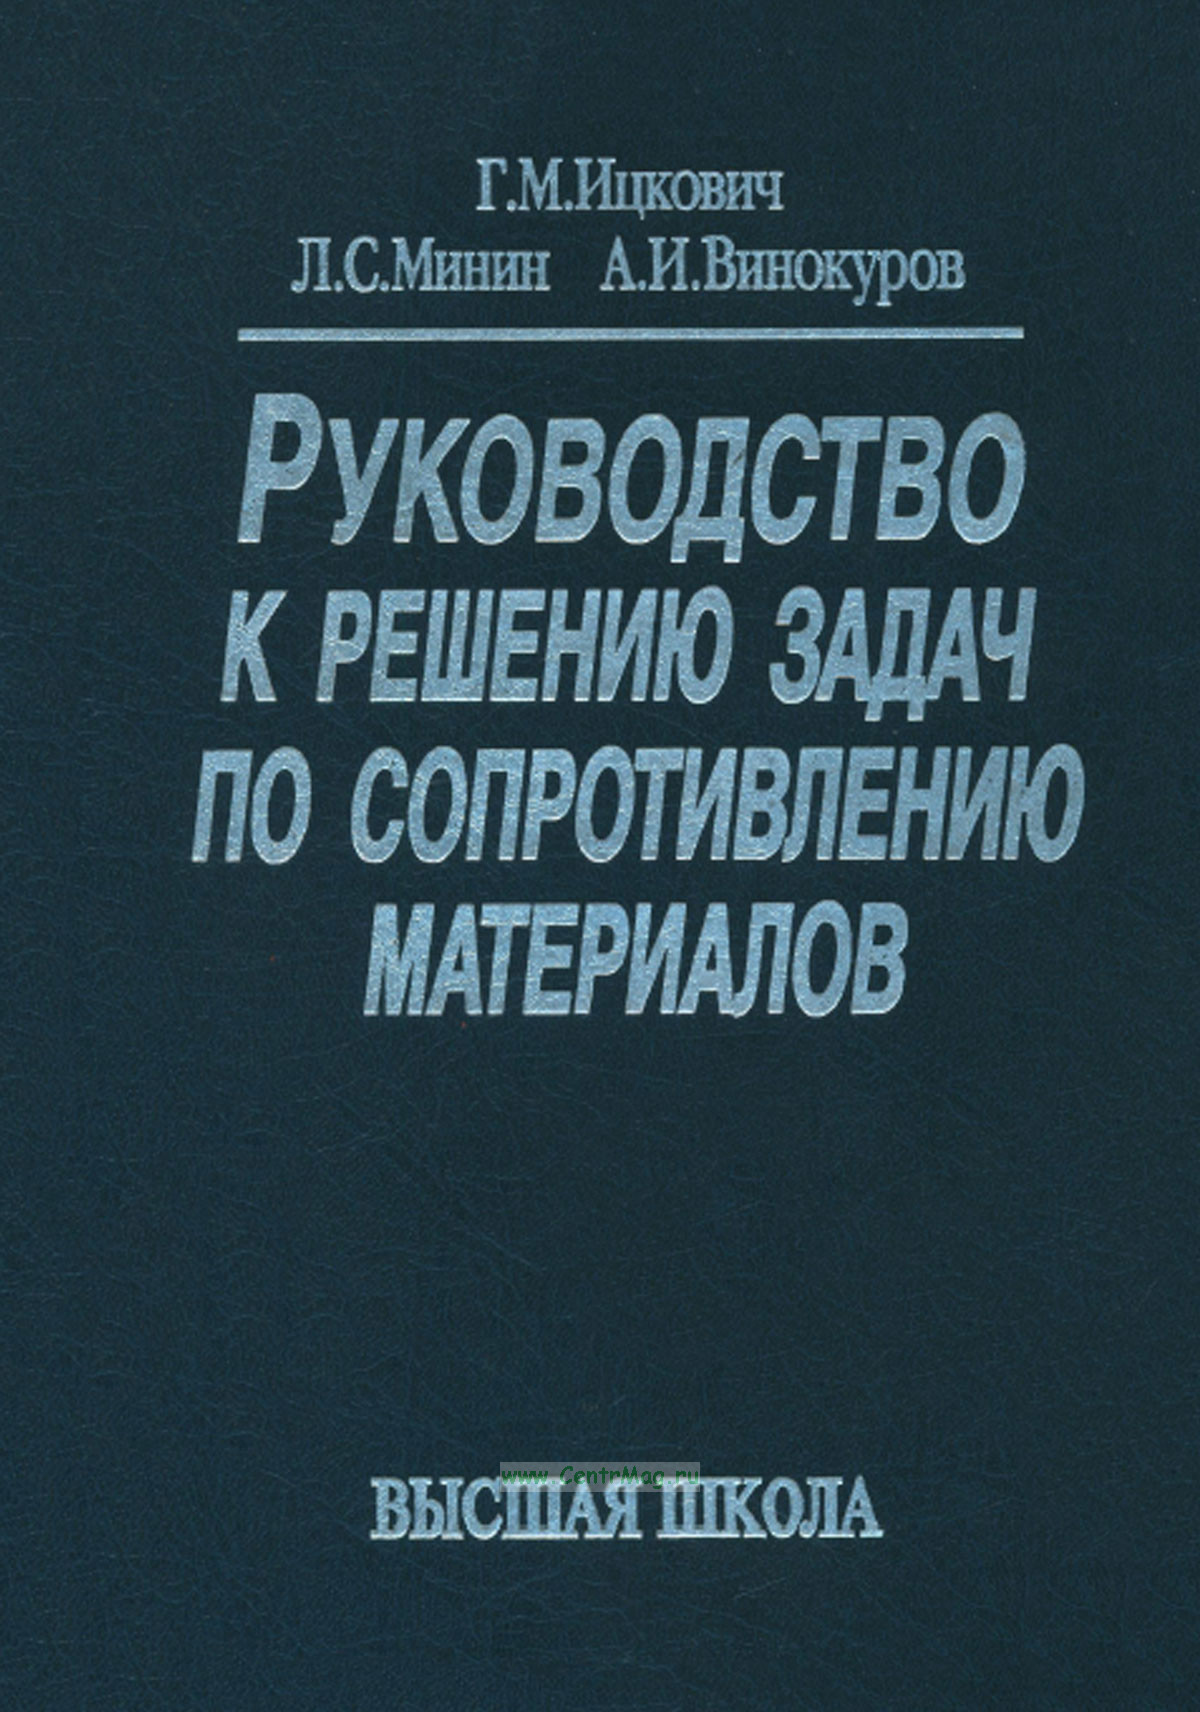 Г.М.Ицкович
Л.С.Минин А.И.Винокуров
РУКОВОДСТВО
К РЕШЕНИЮ ЗАДАЧ
ПО СОПРОТИВЛЕНИЮ
МАТЕРИАЛОВ
www.CentrMag.ru
ВЫСШАЯ ШКОЛА